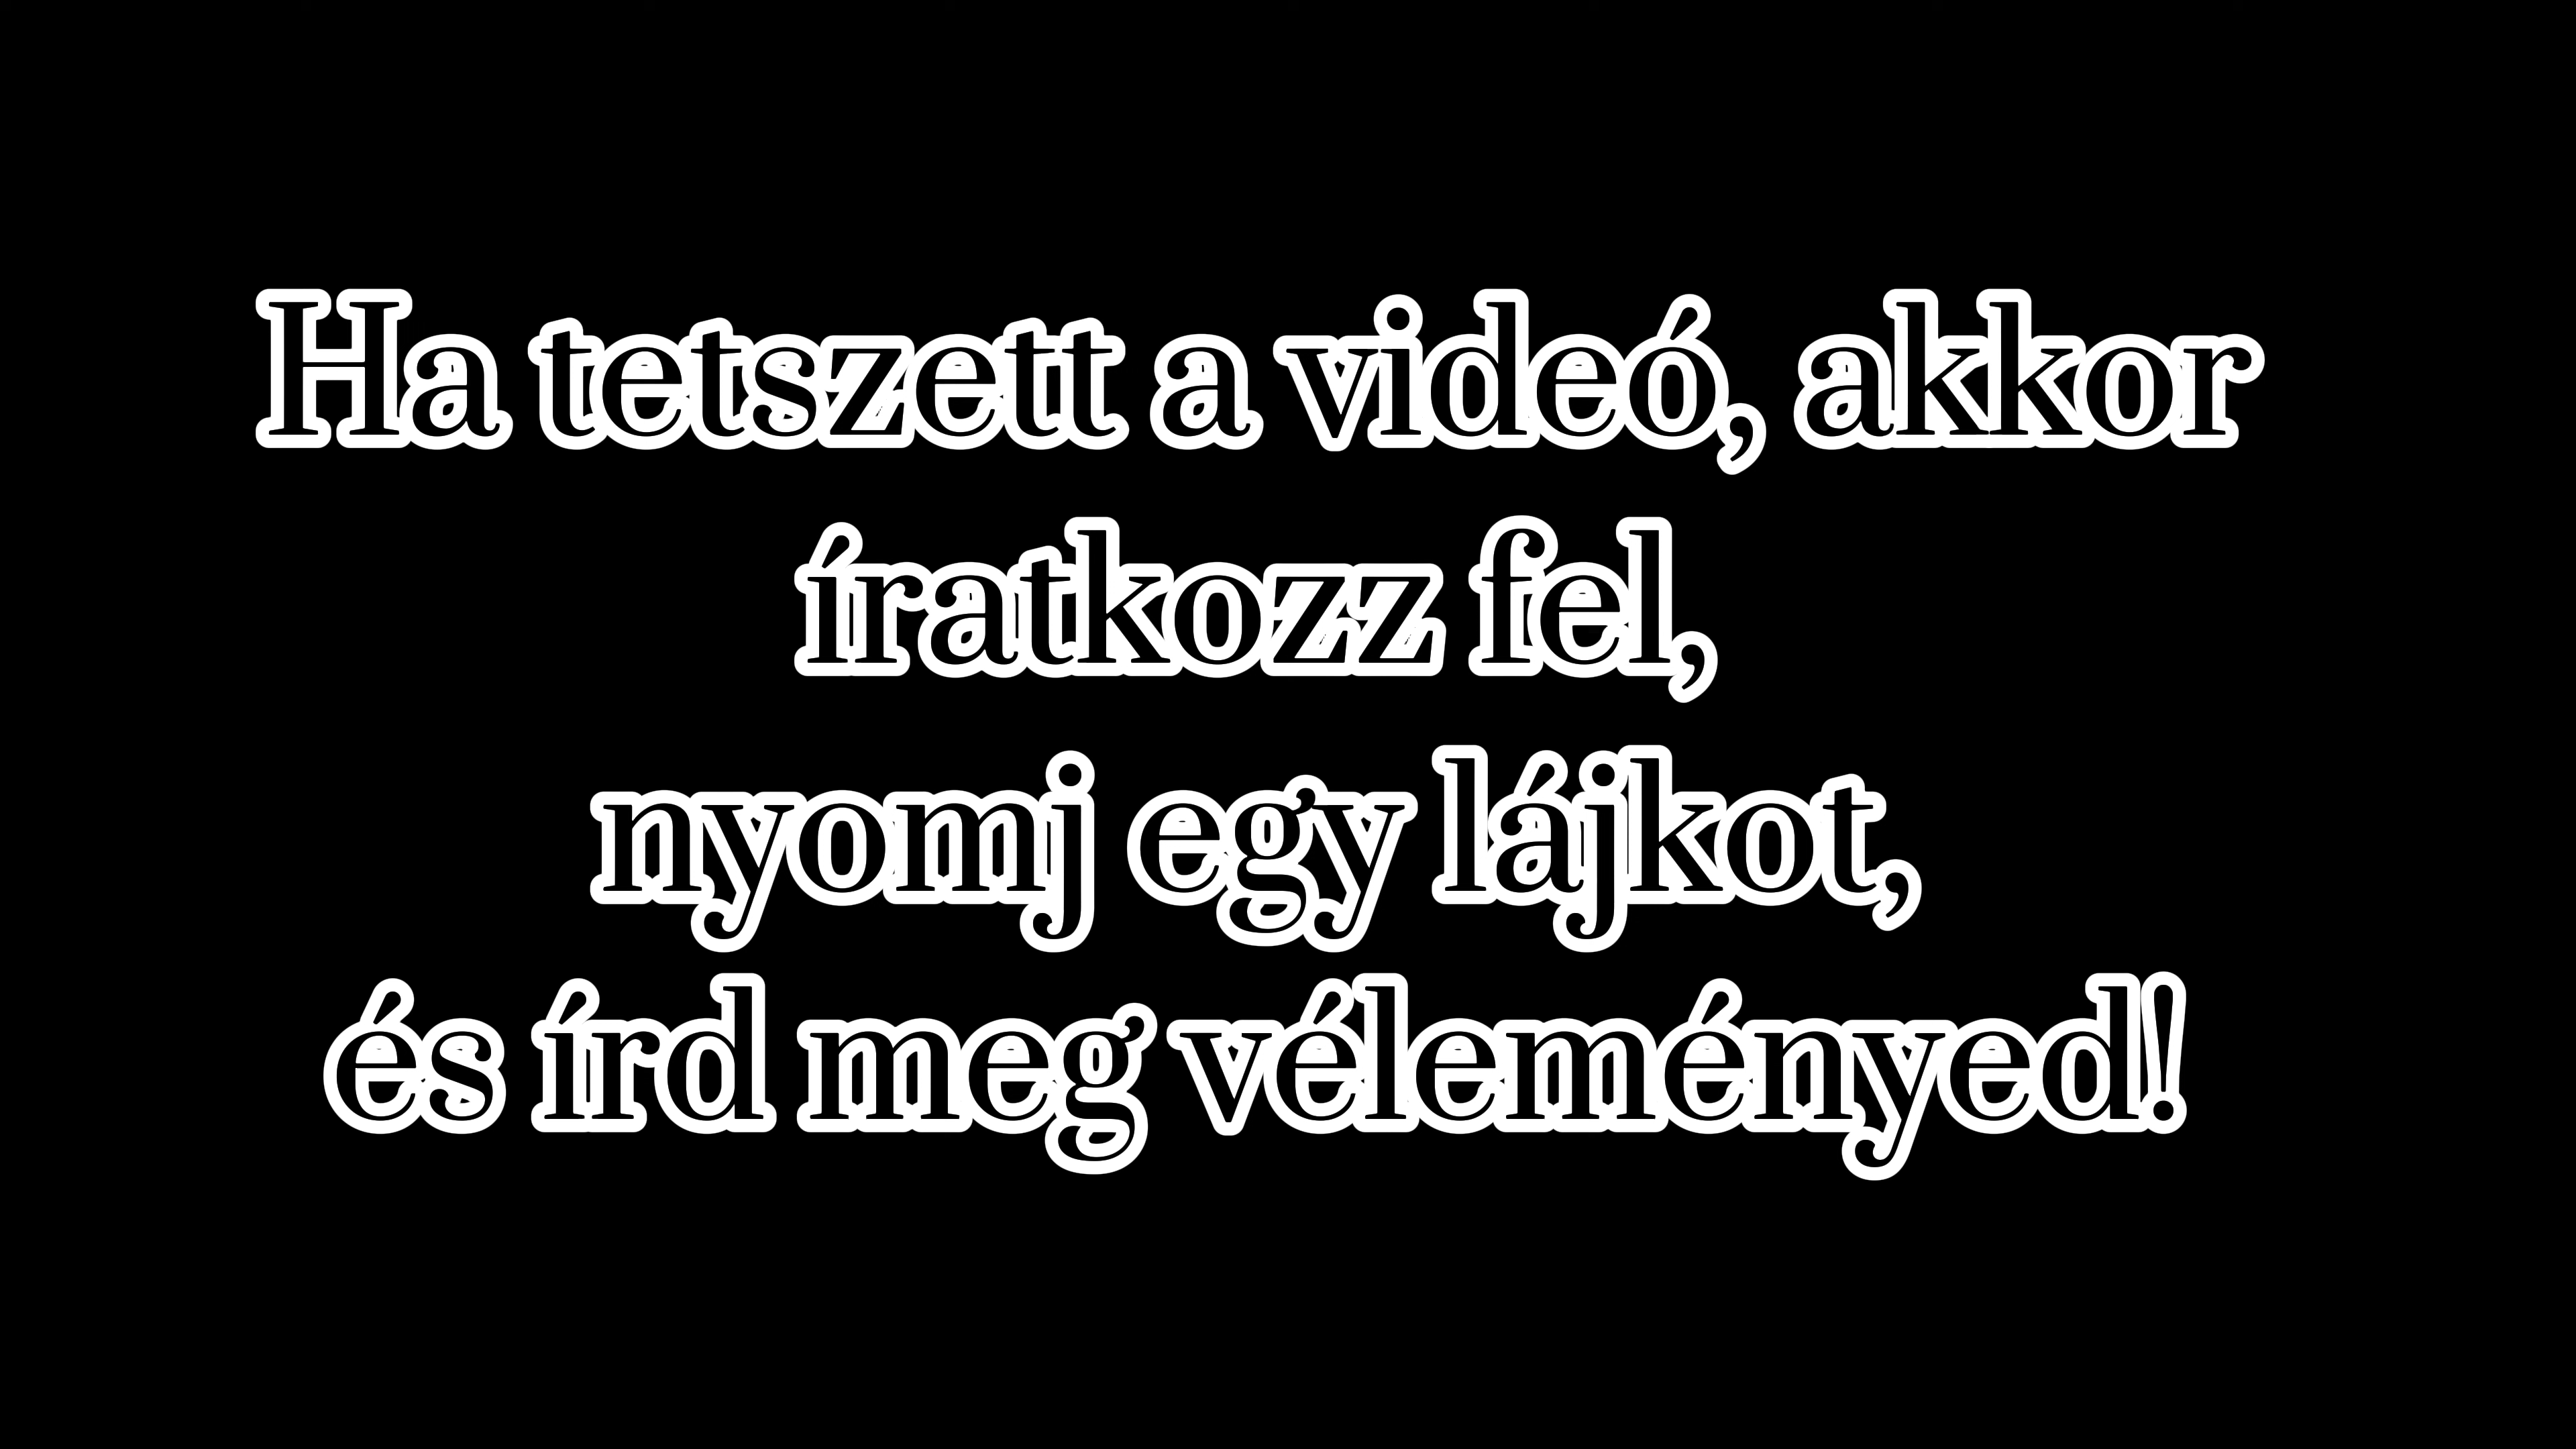 Ha tetszett a videó, akkor
íratkozz fel,
nyomj egy lájkot,
és írd meg véleményed!